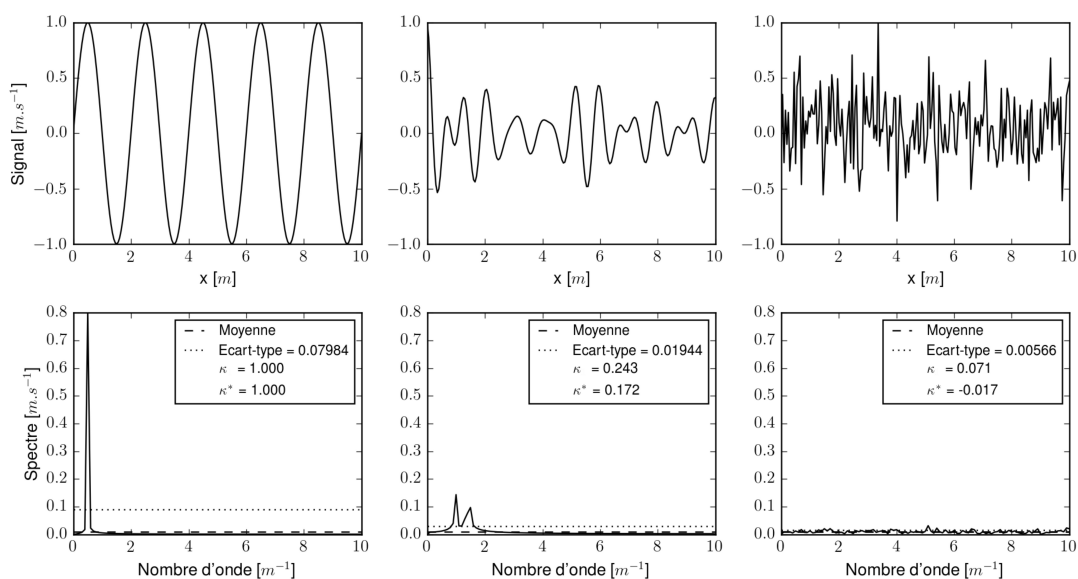 Signal [m.s⁻¹]
1.0
0.5
0.0
−0.5
−1.0
0 2 4 6 8 10
x [m]
1.0
0.5
0.0
−0.5
−1.0
0 2 4 6 8 10
x [m]
1.0
0.5
0.0
−0.5
−1.0
0 2 4 6 8 10
x [m]
Spectre [m.s⁻¹]
0.8
0.7
0.6
0.5
0.4
0.3
0.2
0.1
0.0
0 2 4 6 8 10
Nombre d'onde [m⁻¹]
Moyenne
Ecart-type = 0.07984
κ = 1.000
κ* = 1.000
0.8
0.7
0.6
0.5
0.4
0.3
0.2
0.1
0.0
0 2 4 6 8 10
Nombre d'onde [m⁻¹]
Moyenne
Ecart-type = 0.01944
κ = 0.243
κ* = 0.172
0.8
0.7
0.6
0.5
0.4
0.3
0.2
0.1
0.0
0 2 4 6 8 10
Nombre d'onde [m⁻¹]
Moyenne
Ecart-type = 0.00566
κ = 0.071
κ* = -0.017